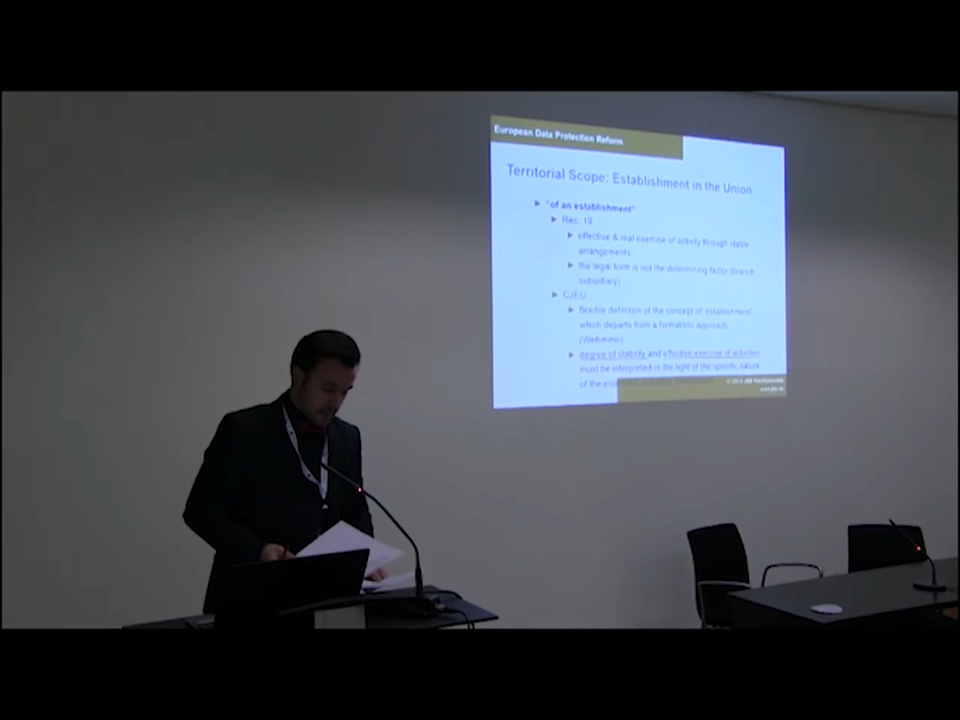 European Data Protection Reform
Territorial Scope: Establishment in the Union
► "of an establishment"
► Rec. 19
► effective & real exercise of activity through stable
arrangements
► the legal form is not the determining factor (branch
subsidiary)
► CJEU
► flexible definition of the concept of 'establishment',
which departs from a formalistic approach
(Weltimmo)
► degree of stability and effective exercise of activities
must be interpreted in the light of the specific nature
of the